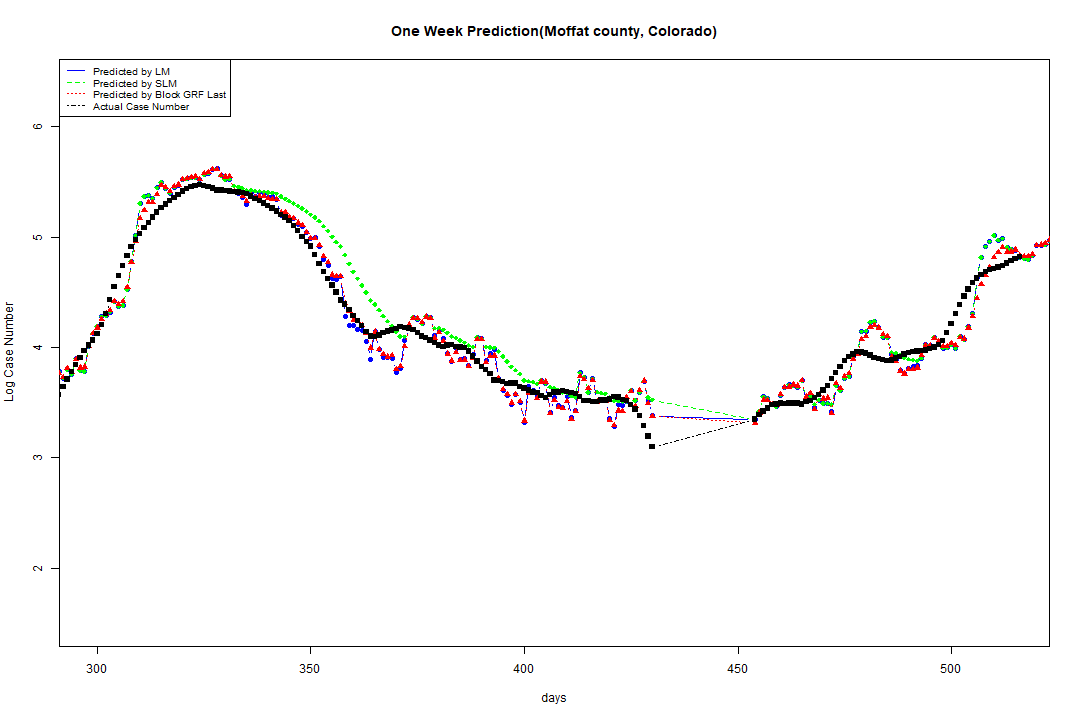 One Week Prediction(Moffat county, Colorado)
Predicted by LM
Predicted by SLM
Predicted by Block GRF Last
Actual Case Number
Log Case Number
6
5
4
3
2
300 350 400 450 500
days